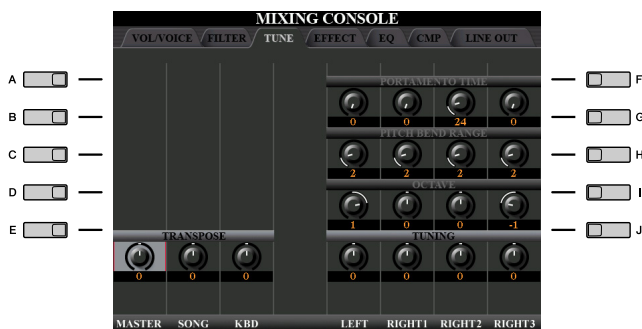 MIXING CONSOLE
VOL/VOICE FILTER TUNE EFFECT EQ CMP LINE OUT
A
F
PORTAMENTO TIME
B
G
0 0 24 0
PITCH BEND RANGE
C
H
2 2 2 2
D
I
OCTAVE
1 0 0 -1
E
J
TRANSPOSE TUNING
0 0 0 0 0 0 0
MASTER SONG KBD LEFT RIGHT1 RIGHT2 RIGHT3